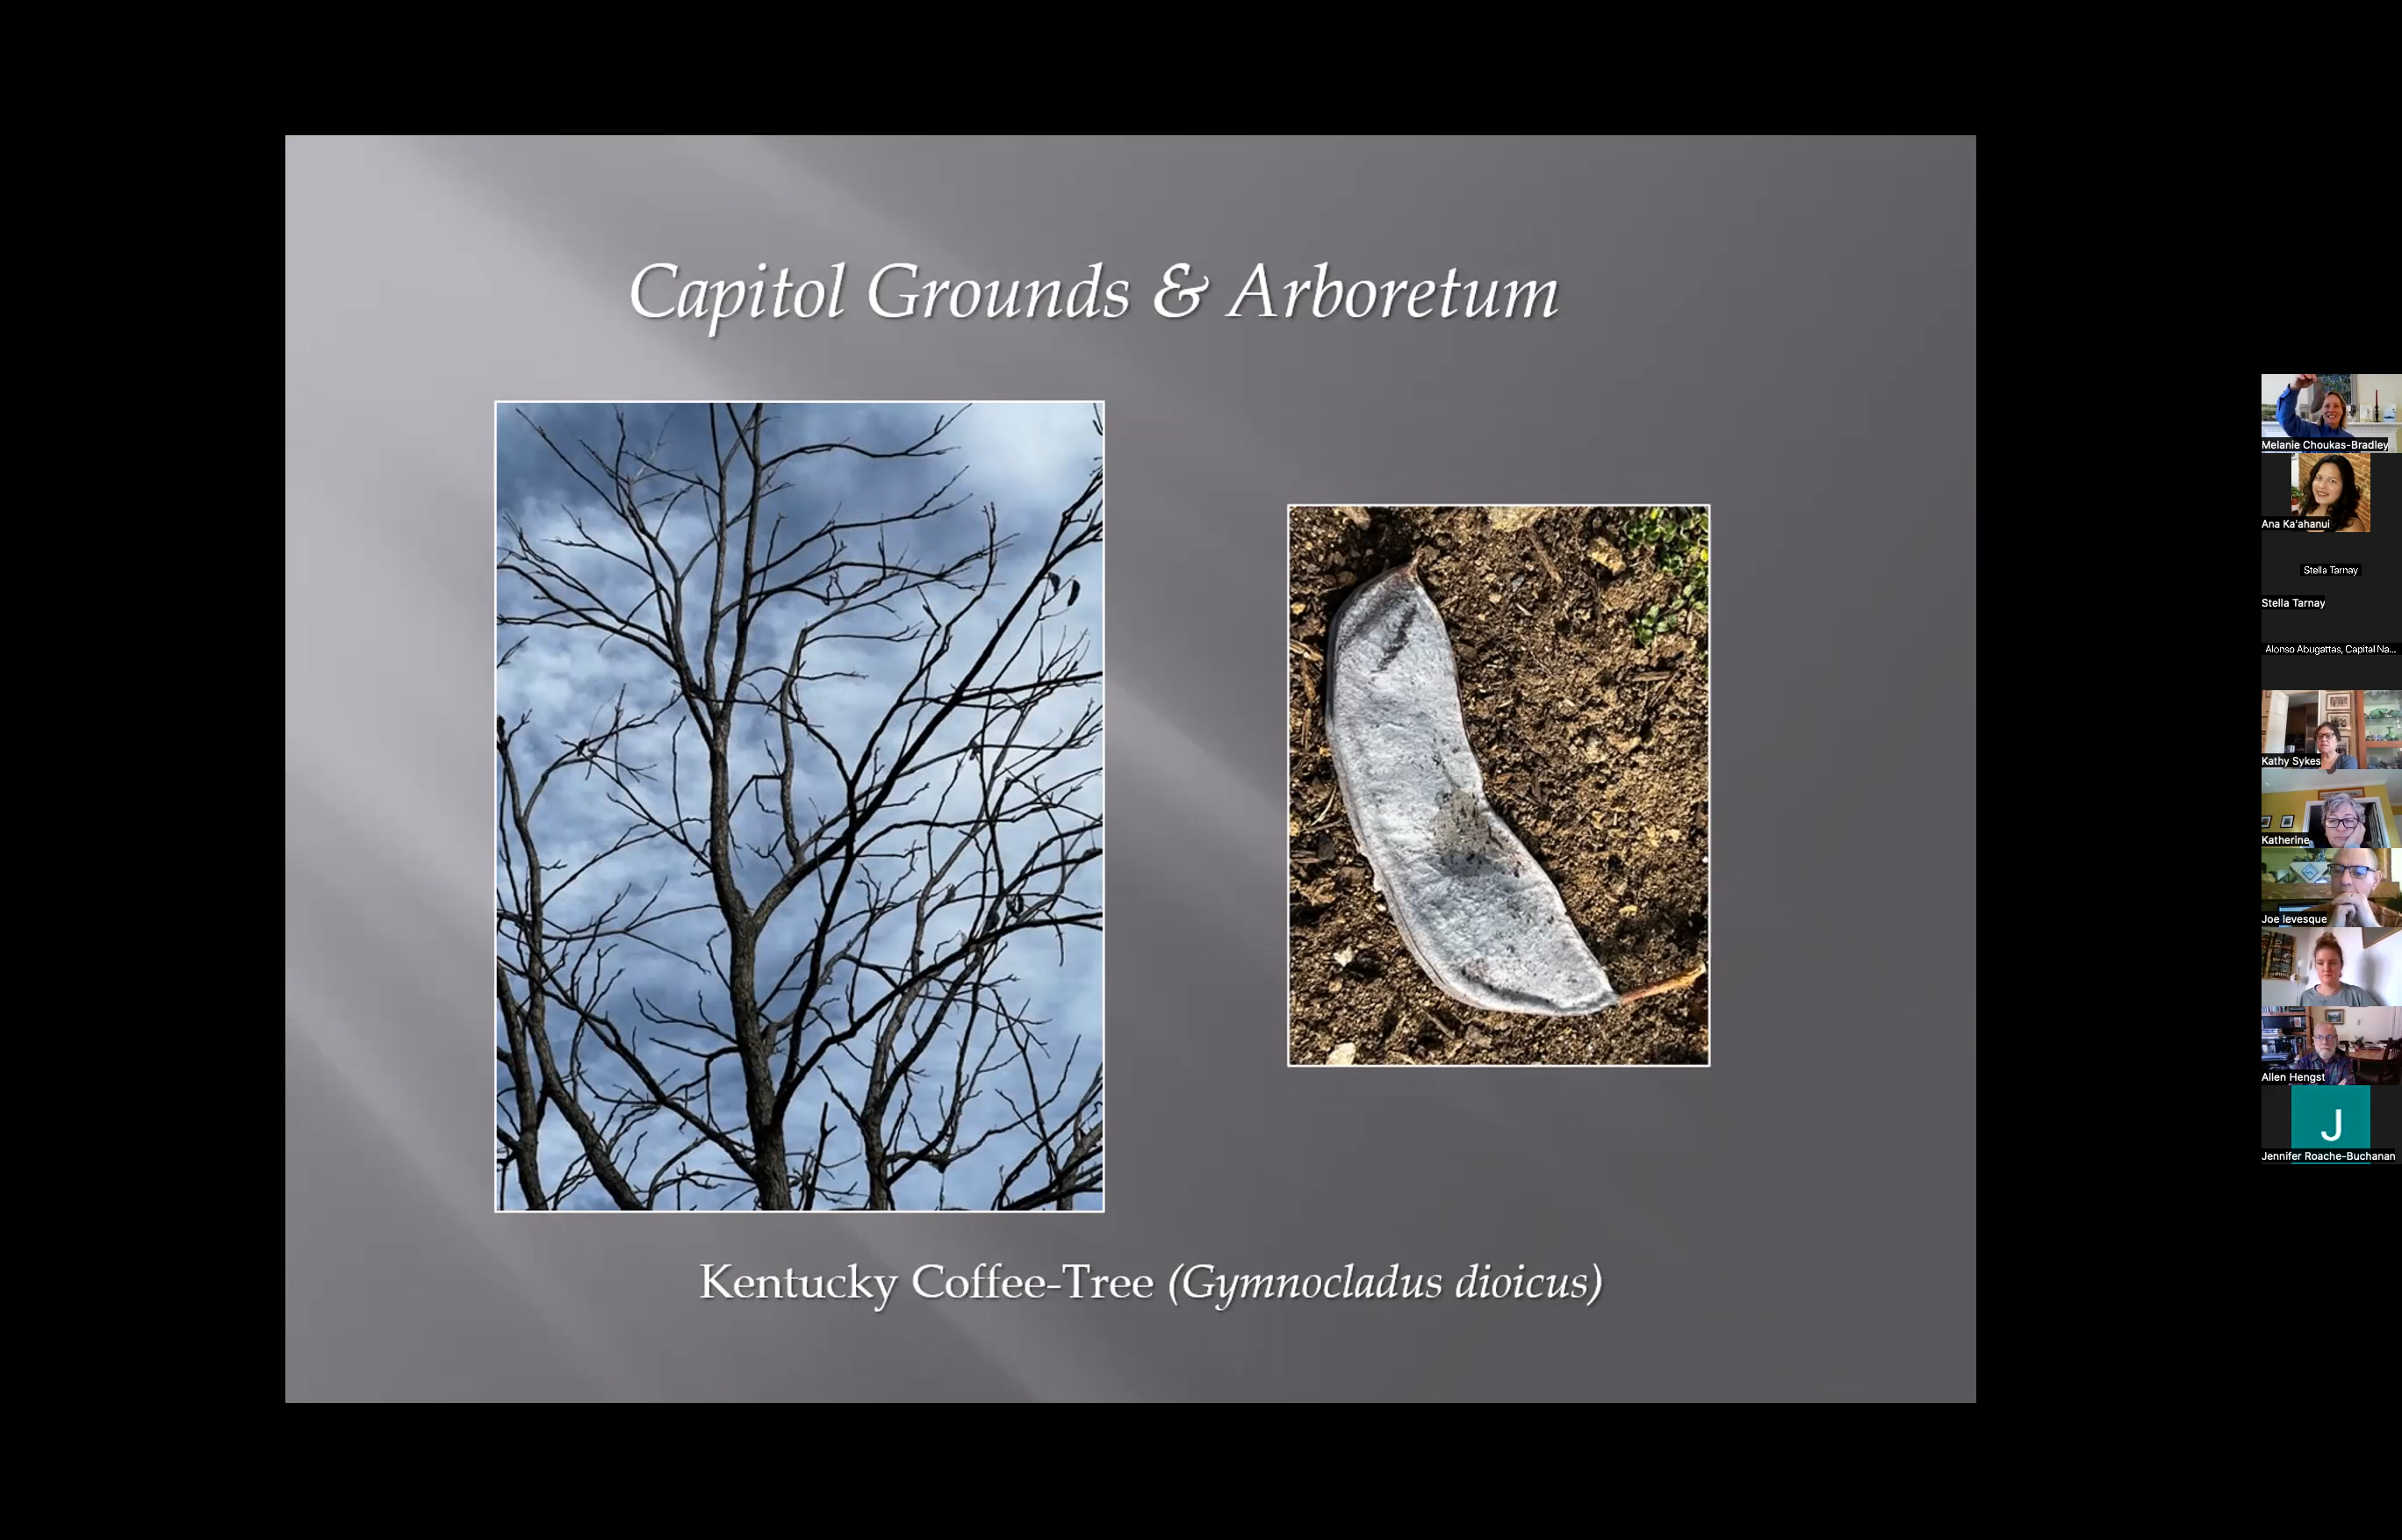 Capitol Grounds & Arboretum
Kentucky Coffee-Tree (Gymnocladus dioicus)
Melanie Choukas-Bradley
Ana Ka'ahanui
Stella Tarnay
Stella Tarnay
Alonso Abugattas, Capital Na...
Kathy Sykes
Katherine
Joe levesque
Allen Hengst
J
Jennifer Roache-Buchanan